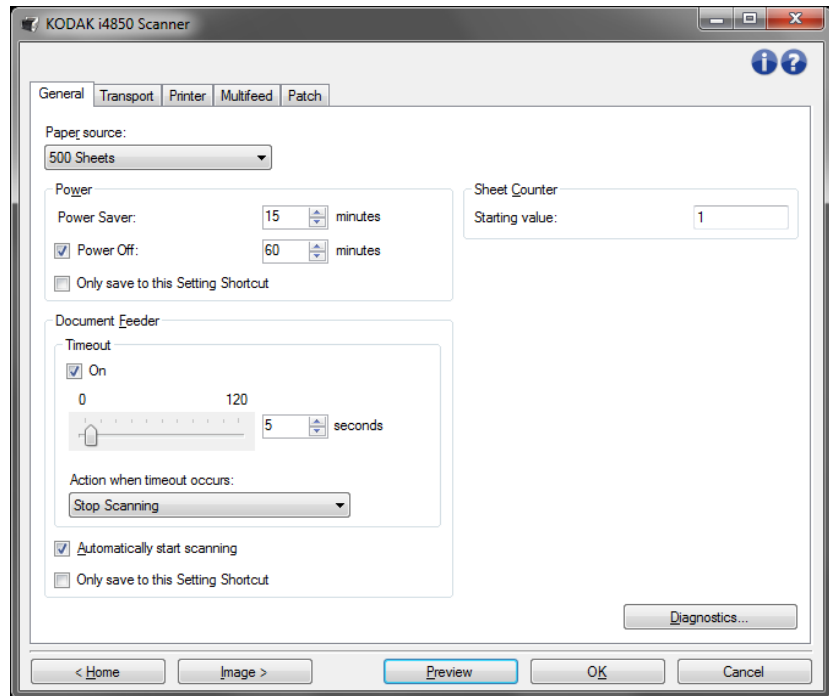 KODAK i4850 Scanner
General Transport Printer Multifeed Patch
Paper source:
500 Sheets
Power
Power Saver: 15 minutes
Power Off: 60 minutes
Only save to this Setting Shortcut
Sheet Counter
Starting value: 1
Document Feeder
Timeout
On
0 120
5 seconds
Action when timeout occurs:
Stop Scanning
Automatically start scanning
Only save to this Setting Shortcut
Diagnostics...
< Home Image > Preview OK Cancel